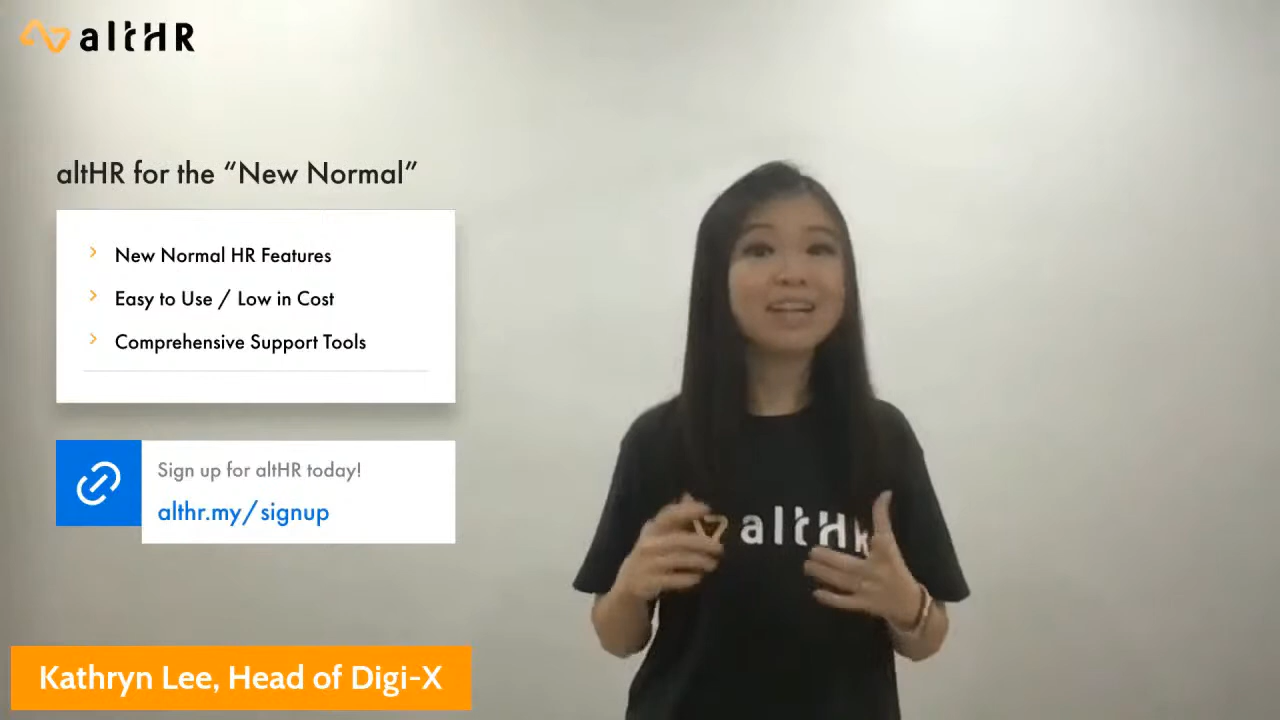 altHR
altHR for the “New Normal”
New Normal HR Features
Easy to Use / Low in Cost
Comprehensive Support Tools
Sign up for altHR today!
althr.my/signup
altHR
Kathryn Lee, Head of Digi-X